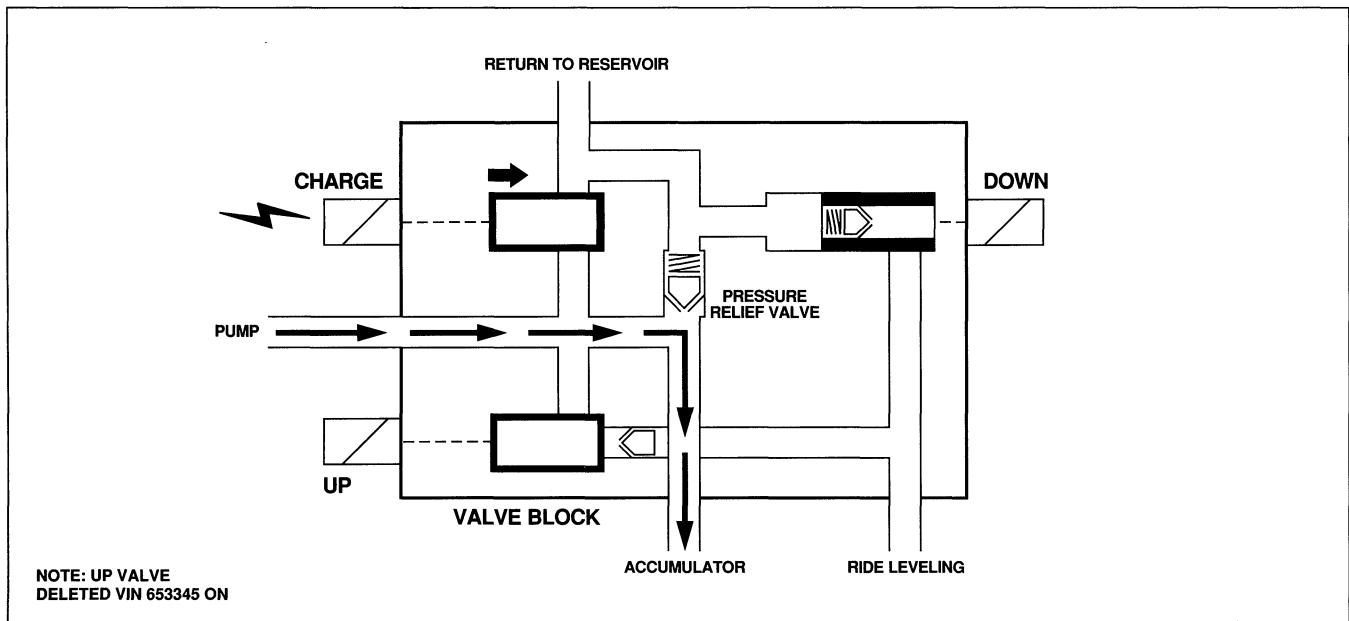 RETURN TO RESERVOIR
CHARGE
DOWN
PRESSURE
RELIEF VALVE
PUMP
UP
VALVE BLOCK
ACCUMULATOR
RIDE LEVELING
NOTE: UP VALVE
DELETED VIN 653345 ON